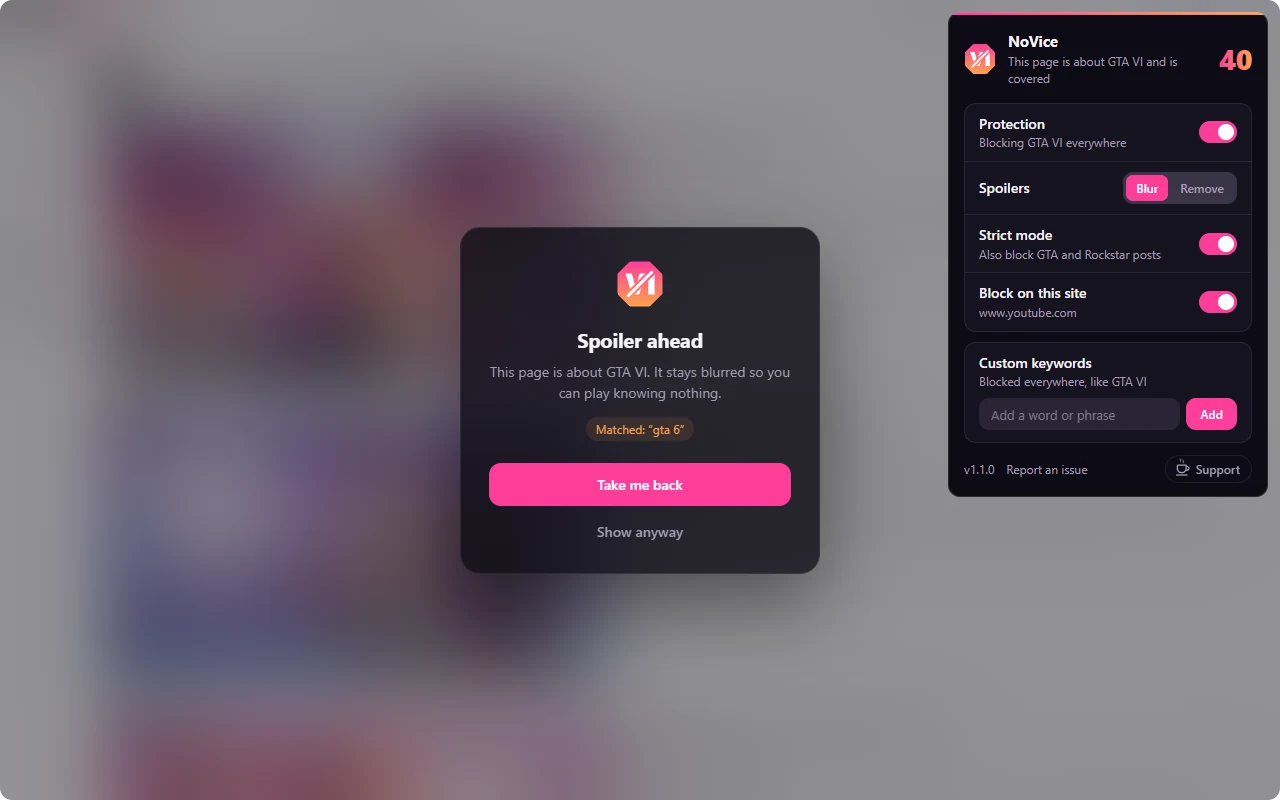 Spoiler ahead
This page is about GTA VI. It stays blurred so you
can play knowing nothing.
Matched: “gta 6”
Take me back
Show anyway
VI
NoVice
This page is about GTA VI and is
covered
40
Protection
Blocking GTA VI everywhere
Spoilers
Blur Remove
Strict mode
Also block GTA and Rockstar posts
Block on this site
www.youtube.com
Custom keywords
Blocked everywhere, like GTA VI
Add a word or phrase Add
v1.1.0 Report an issue Support